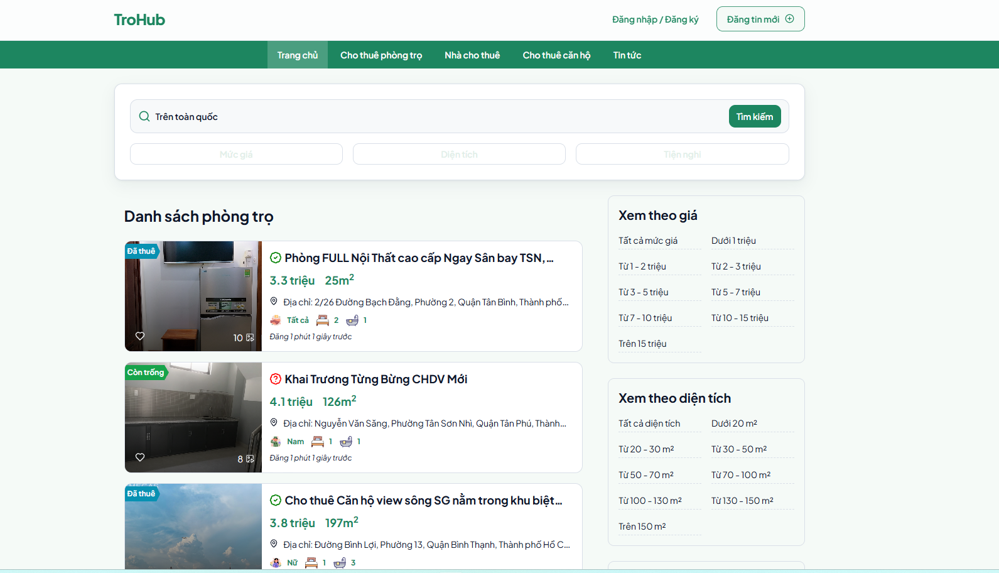 TroHub
Đăng nhập / Đăng ký
Đăng tin mới
Trang chủ
Cho thuê phòng trọ
Nhà cho thuê
Cho thuê căn hộ
Tin tức
Trên toàn quốc
Tìm kiếm
Mức giá
Diện tích
Tiện nghi
Danh sách phòng trọ
Đã thuê
10
Phòng FULL Nội Thất cao cấp Ngay Sân bay TSN,...
3.3 triệu 25m²
Địa chỉ: 2/26 Đường Bạch Đằng, Phường 2, Quận Tân Bình, Thành phố...
Tất cả 2 1
Đăng 1 phút 1 giây trước
Còn trống
8
Khai Trương Từng Bừng CHDV Mới
4.1 triệu 126m²
Địa chỉ: Nguyễn Văn Săng, Phường Tân Sơn Nhì, Quận Tân Phú, Thành...
Nam 1 1
Đăng 1 phút 1 giây trước
Đã thuê
Cho thuê Căn hộ view sông SG nằm trong khu biệt...
3.8 triệu 197m²
Địa chỉ: Đường Bình Lợi, Phường 13, Quận Bình Thạnh, Thành phố Hồ C...
Nữ 1 3
Xem theo giá
Tất cả mức giá
Dưới 1 triệu
Từ 1 - 2 triệu
Từ 2 - 3 triệu
Từ 3 - 5 triệu
Từ 5 - 7 triệu
Từ 7 - 10 triệu
Từ 10 - 15 triệu
Trên 15 triệu
Xem theo diện tích
Tất cả diện tích
Dưới 20 m²
Từ 20 - 30 m²
Từ 30 - 50 m²
Từ 50 - 70 m²
Từ 70 - 100 m²
Từ 100 - 130 m²
Từ 130 - 150 m²
Trên 150 m²